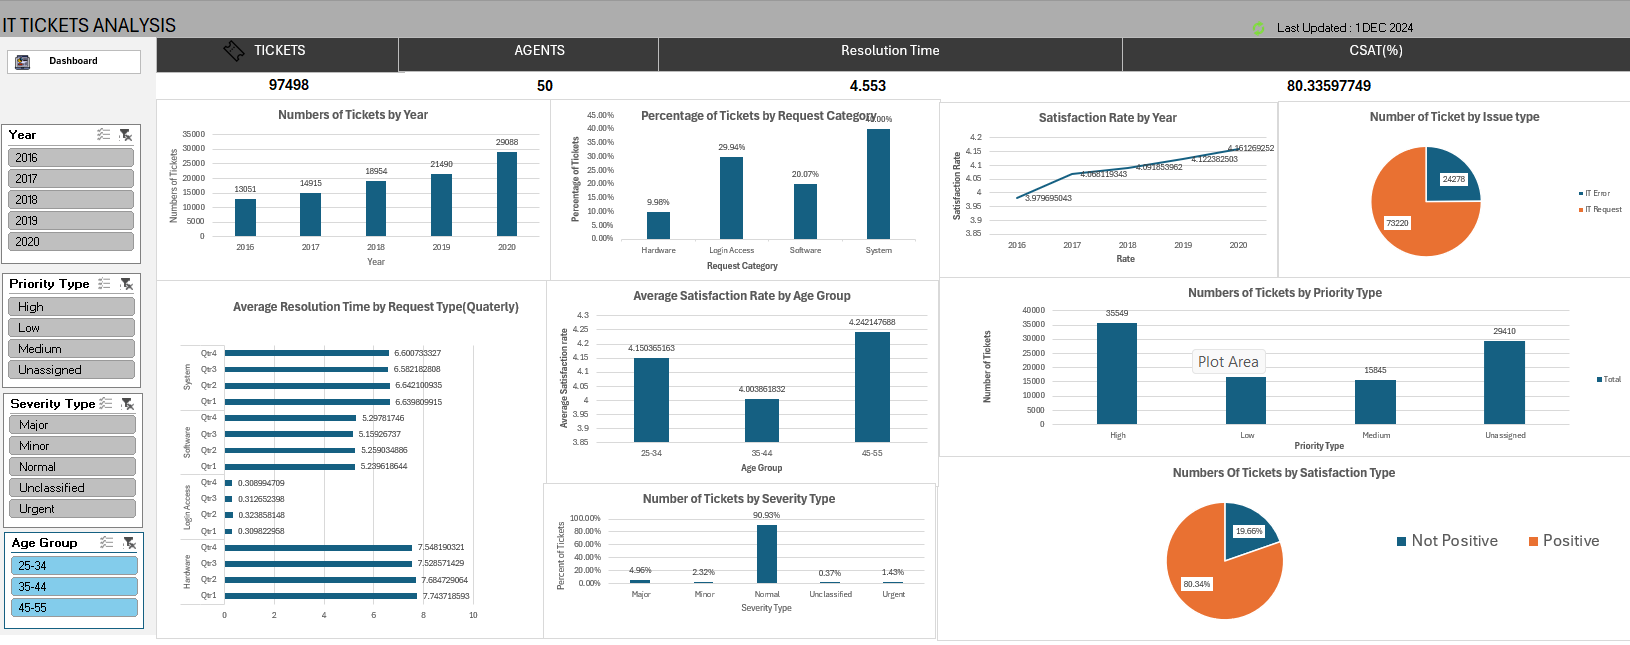 IT TICKETS ANALYSIS
Last Updated : 1 DEC 2024
Dashboard
TICKETS
AGENTS
Resolution Time
CSAT(%)
97498
50
4.553
80.33597749
Year
2016
2017
2018
2019
2020
Priority Type
High
Low
Medium
Unassigned
Severity Type
Major
Minor
Normal
Unclassified
Urgent
Age Group
25-34
35-44
45-55
Numbers of Tickets by Year
Numbers of Tickets
35000
30000
25000
20000
15000
10000
5000
0
13051
14915
18954
21490
29088
2016
2017
2018
2019
2020
Year
Percentage of Tickets by Request Category
Percentage of Tickets
45.00%
40.00%
35.00%
30.00%
25.00%
20.00%
15.00%
10.00%
5.00%
0.00%
9.98%
29.94%
20.07%
Hardware
Login Access
Software
System
Request Category
Satisfaction Rate by Year
Satisfaction Rate
4.2
4.15
4.1
4.05
4
3.95
3.9
3.85
3.979695043
4.068119343
4.091853962
4.122382503
4.161269252
2016
2017
2018
2019
2020
Rate
Number of Ticket by Issue type
24278
73220
IT Error
IT Request
Average Resolution Time by Request Type(Quaterly)
System
Qtr4
6.600733327
Qtr3
6.582182808
Qtr2
6.642100935
Qtr1
6.639809915
Software
Qtr4
5.29781746
Qtr3
5.15926737
Qtr2
5.259034886
Qtr1
5.239618644
Login Access
Qtr4
0.308994709
Qtr3
0.312652398
Qtr2
0.323858148
Qtr1
0.309822958
Hardware
Qtr4
7.548190321
Qtr3
7.528571429
Qtr2
7.684729064
Qtr1
7.743718593
0
2
4
6
8
10
Average Satisfaction Rate by Age Group
Average Satisfaction rate
4.3
4.25
4.2
4.15
4.1
4.05
4
3.95
3.9
3.85
4.150365163
4.003861832
4.242147688
25-34
35-44
45-55
Age Group
Number of Tickets by Severity Type
Percent of Tickets
100.00%
80.00%
60.00%
40.00%
20.00%
0.00%
4.96%
2.32%
90.93%
0.37%
1.43%
Major
Minor
Normal
Unclassified
Urgent
Severity Type
Numbers of Tickets by Priority Type
Number of Tickets
40000
35000
30000
25000
20000
15000
10000
5000
0
35549
Plot Area
15845
29410
High
Low
Medium
Unassigned
Priority Type
Total
Numbers Of Tickets by Satisfaction Type
19.66%
80.34%
Not Positive
Positive